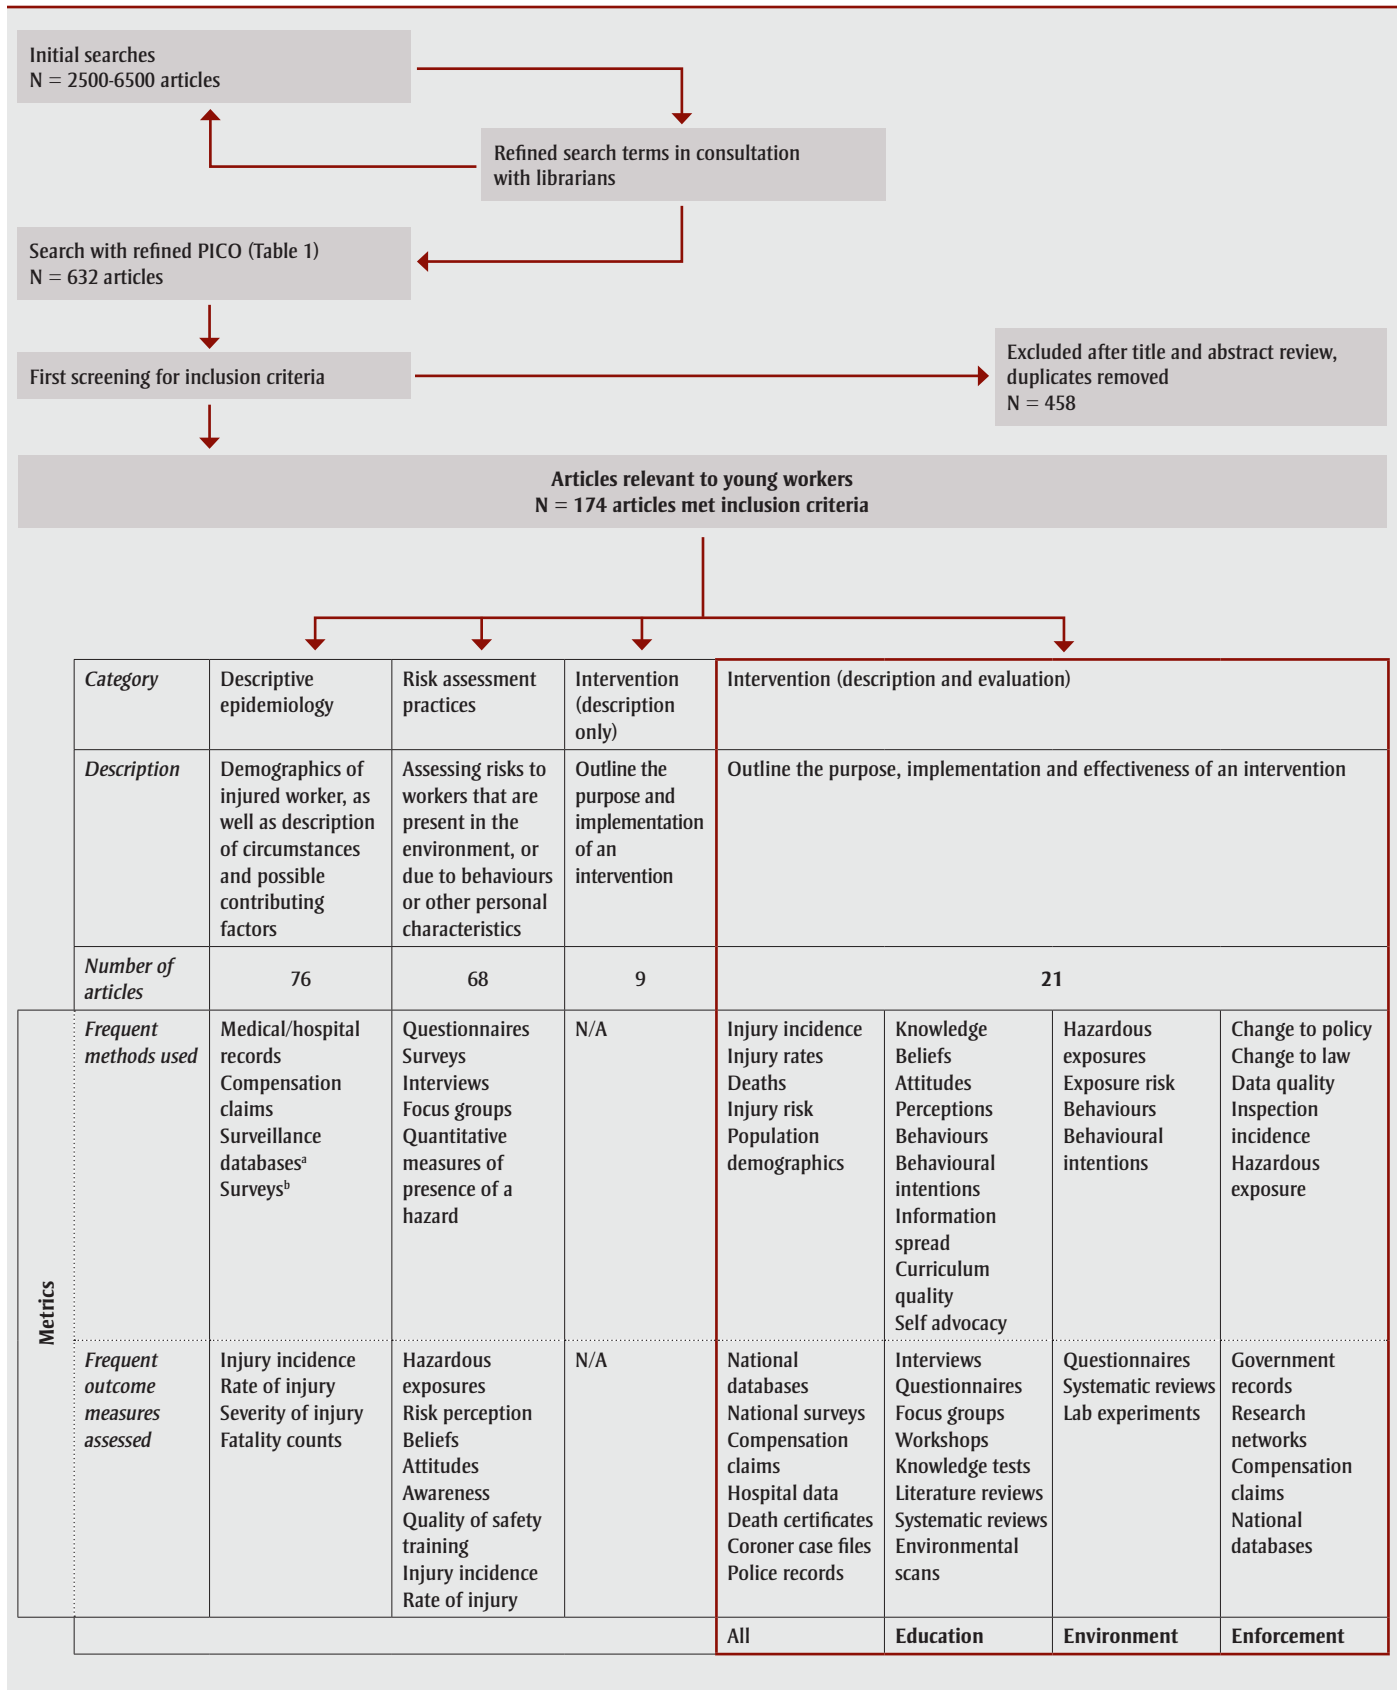 Initial searches
N = 2500-6500 articles
Refined search terms in consultation
with librarians
Search with refined PICO (Table 1)
N = 632 articles
First screening for inclusion criteria
Excluded after title and abstract review,
duplicates removed
N = 458
Articles relevant to young workers
N = 174 articles met inclusion criteria
Category
Descriptive
epidemiology
Risk assessment
practices
Intervention
(description
only)
Intervention (description and evaluation)
Description
Demographics of
injured worker, as
well as description
of circumstances
and possible
contributing
factors
Assessing risks to
workers that are
present in the
environment, or
due to behaviours
or other personal
characteristics
Outline the
purpose and
implementation
of an
intervention
Outline the purpose, implementation and effectiveness of an intervention
Number of
articles
76
68
9
21
Metrics
Frequent
methods used
Medical/hospital
records
Compensation
claims
Surveillance
databasesa
Surveysb
Questionnaires
Surveys
Interviews
Focus groups
Quantitative
measures of
presence of a
hazard
N/A
Injury incidence
Injury rates
Deaths
Injury risk
Population
demographics
Knowledge
Beliefs
Attitudes
Perceptions
Behaviours
Behavioural
intentions
Information
spread
Curriculum
quality
Self advocacy
Hazardous
exposures
Exposure risk
Behaviours
Behavioural
intentions
Change to policy
Change to law
Data quality
Inspection
incidence
Hazardous
exposure
Frequent
outcome
measures
assessed
Injury incidence
Rate of injury
Severity of injury
Fatality counts
Hazardous
exposures
Risk perception
Beliefs
Attitudes
Awareness
Quality of safety
training
Injury incidence
Rate of injury
N/A
National
databases
National surveys
Compensation
claims
Hospital data
Death certificates
Coroner case files
Police records
Interviews
Questionnaires
Focus groups
Workshops
Knowledge tests
Literature reviews
Systematic reviews
Environmental
scans
Questionnaires
Systematic reviews
Lab experiments
Government
records
Research
networks
Compensation
claims
National
databases
All
Education
Environment
Enforcement